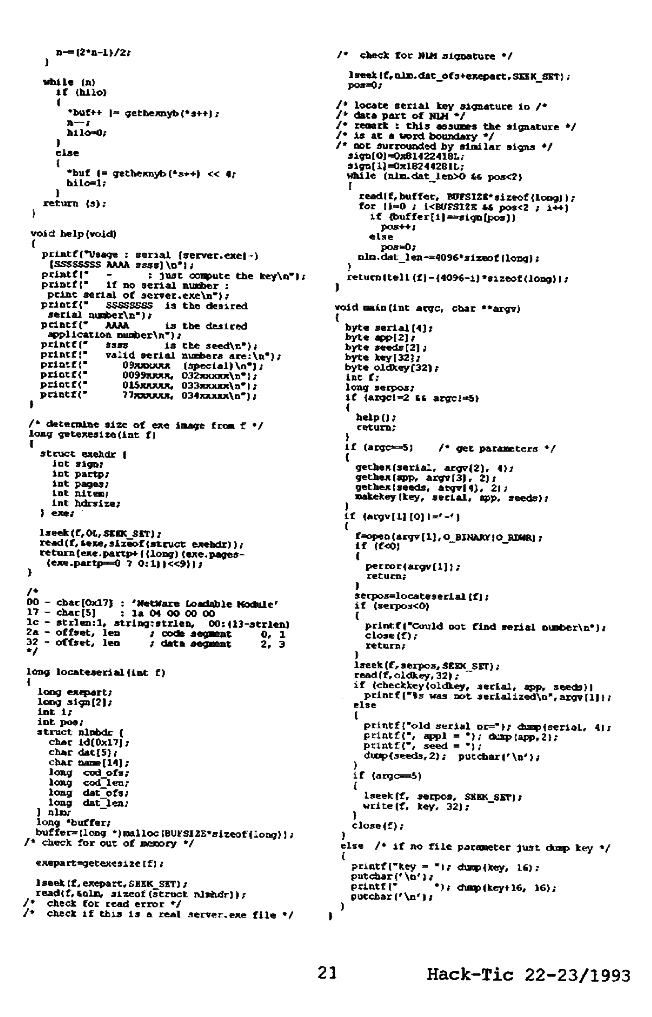 n-=(2*n-1)/2;
}
while (n)
if (hilo)
{
*buf++ |= gethexnyb(*s++);
n--;
hilo=0;
}
else
{
*buf |= gethexnyb(*s++) << 4;
hilo=1;
}
return (s);
}
void help(void)
{
printf("Usage : serial [server.exe|-)
[SSSSSSSS AAAA ssss]\n");
printf(" - : just compute the key\n");
printf(" if no serial number :
print serial of server.exe\n");
printf(" SSSSSSSS is the desired
serial number\n");
printf(" AAAA is the desired
application number\n");
printf(" ssss is the seed\n");
printf(" valid serial numbers are:\n");
printf(" 09xxxxxx (special)\n");
printf(" 0099xxxx, 032xxxxx\n");
printf(" 015xxxxx, 033xxxxx\n");
printf(" ??xxxxxx, 034xxxxx\n");
}
/* determine size of exe image from f */
long getexesize(int f)
{
struct exehdr {
int sign;
int partp;
int pages;
int nitem;
int hdrsize;
} exe;
lseek(f,0L,SEEK_SET);
read(f,&exe,sizeof(struct exehdr));
return(exe.partp+((long)(exe.pages-
(exe.partp==0 ? 0:1))<<9));
}
/*
00 - char[0x17] : 'NetWare Loadable Module'
17 - char[5] : 1a 04 00 00 00
1c - strlen:1, string:strlen, 00:(13-strlen)
2a - offset, len ; code segment 0, 1
32 - offset, len ; data segment 2, 3
*/
long locateserial(int f)
{
long exepart;
long sign[2];
int i;
int pos;
struct nlmhdr {
char id[0x17];
char dat[5];
char name[14];
long cod_ofs;
long cod_len;
long dat_ofs;
long dat_len;
} nlm;
long *buffer;
buffer=(long *)malloc(BUFSIZE*sizeof(long));
/* check for out of memory */
exepart=getexesize(f);
lseek(f,exepart,SEEK_SET);
read(f,&nlm, sizeof(struct nlmhdr));
/* check for read error */
/* check if this is a real server.exe file */
/* check for NLM signature */
lseek(f,nlm.dat_ofs+exepart,SEEK_SET);
pos=0;
/* locate serial key signature in /*
/* data part of NLM */
/* remark : this assumes the signature */
/* is at a word boundary */
/* not surrounded by similar signs */
sign[0]=0x81422418L;
sign[1]=0x18244281L;
while (nlm.dat_len>0 && pos<2)
{
read(f,buffer, BUFSIZE*sizeof(long));
for (i=0 ; i<BUFSIZE && pos<2 ; i++)
if (buffer[i]==sign[pos])
pos++;
else
pos=0;
nlm.dat_len-=4096*sizeof(long);
}
return(tell(f)-(4096-i)*sizeof(long));
}
void main(int argc, char **argv)
{
byte serial[4];
byte app[2];
byte seeds[2];
byte key[32];
byte oldkey[32];
int f;
long serpos;
if (argc!=2 && argc!=5)
{
help();
return;
}
if (argc==5) /* get parameters */
{
gethex(serial, argv[2], 4);
gethex(app, argv[3], 2);
gethex(seeds, argv[4], 2);
makekey(key, serial, app, seeds);
}
if (argv[1][0]!='-')
{
f=open(argv[1],O_BINARY|O_RDWR);
if (f<0)
{
perror(argv[1]);
return;
}
serpos=locateserial(f);
if (serpos<0)
{
printf("Could not find serial number\n");
close(f);
return;
}
lseek(f,serpos,SEEK_SET);
read(f,oldkey,32);
if (checkkey(oldkey, serial, app, seeds))
printf("%s was not serialized\n",argv[1]);
else
{
printf("old serial nr="); dump(serial, 4);
printf(", appl = "); dump(app,2);
printf(", seed = ");
dump(seeds,2); putchar('\n');
}
if (argc==5)
{
lseek(f, serpos, SEEK_SET);
write(f, key, 32);
}
close(f);
}
else /* if no file parameter just dump key */
{
printf("key = "); dump(key, 16);
putchar('\n');
printf(" "); dump(key+16, 16);
putchar('\n');
}
}
21 Hack-Tic 22-23/1993